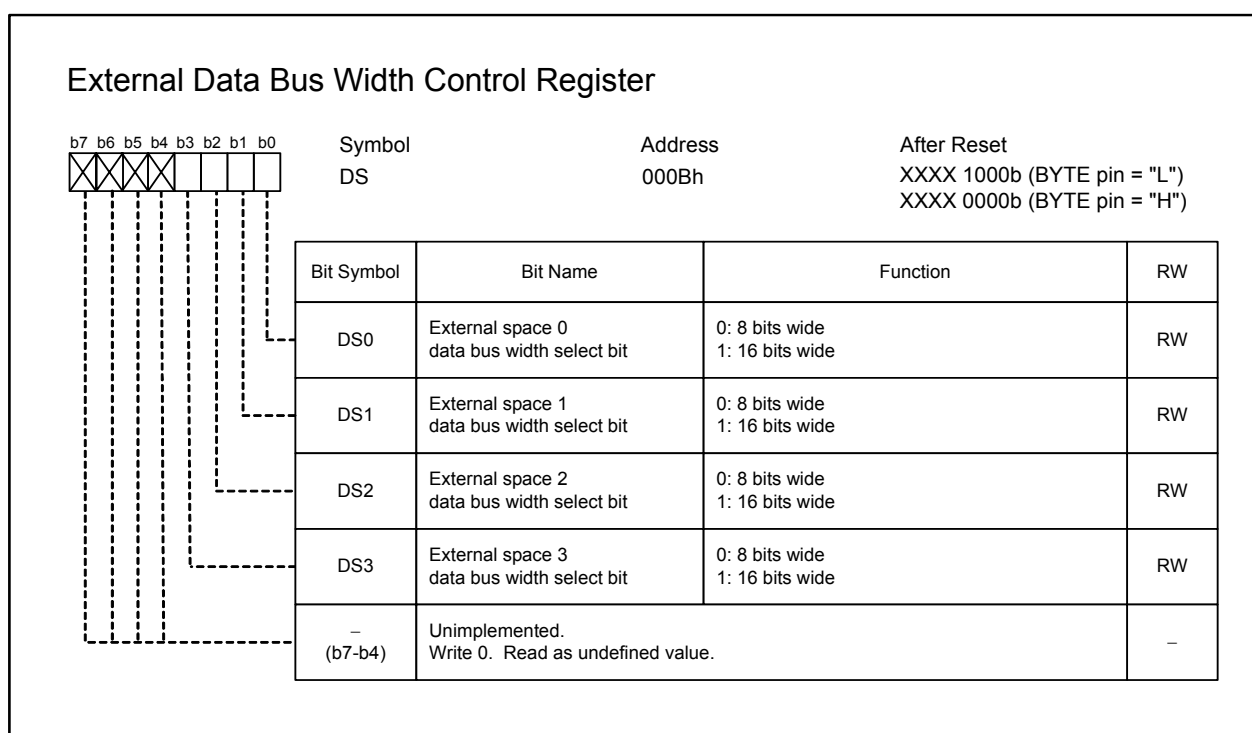 External Data Bus Width Control Register
b7 b6 b5 b4 b3 b2 b1 b0
Symbol Address After Reset
DS 000Bh XXXX 1000b (BYTE pin = "L")
XXXX 0000b (BYTE pin = "H")
Bit Symbol Bit Name Function RW
DS0 External space 0 data bus width select bit 0: 8 bits wide 1: 16 bits wide RW
DS1 External space 1 data bus width select bit 0: 8 bits wide 1: 16 bits wide RW
DS2 External space 2 data bus width select bit 0: 8 bits wide 1: 16 bits wide RW
DS3 External space 3 data bus width select bit 0: 8 bits wide 1: 16 bits wide RW
– (b7-b4) Unimplemented. Write 0. Read as undefined value. –